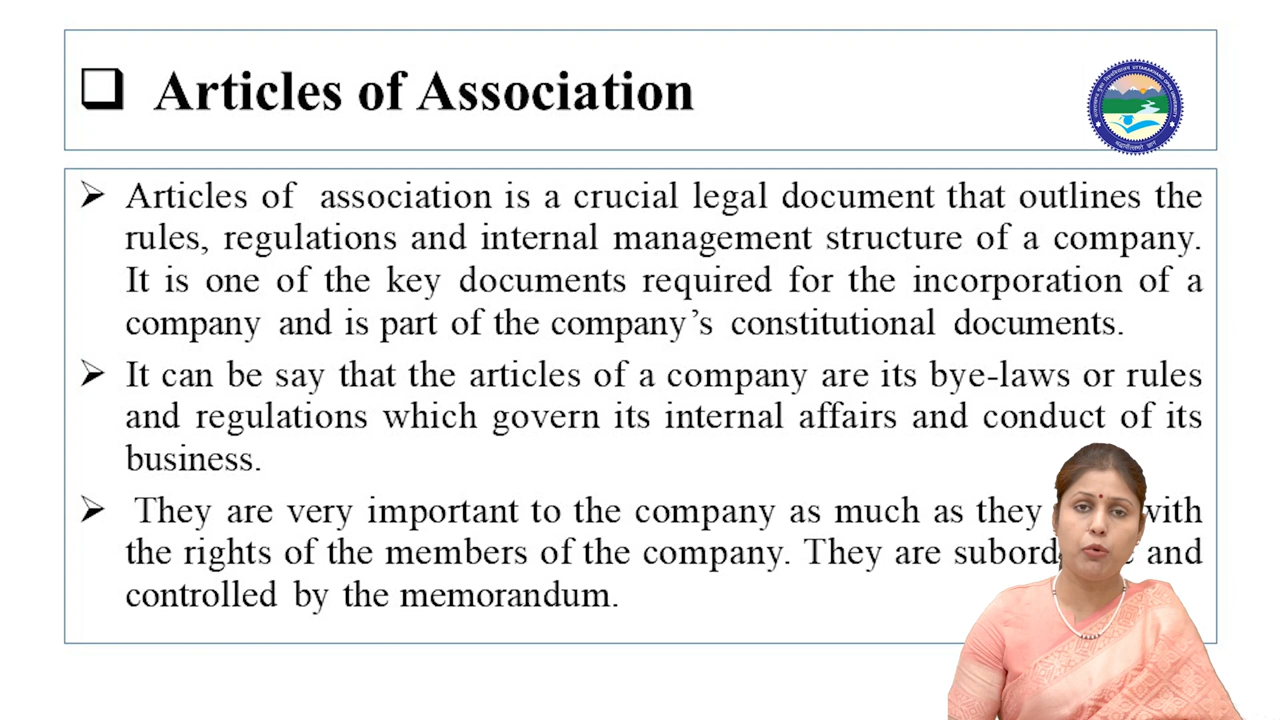 Articles of Association
Articles of association is a crucial legal document that outlines the
rules, regulations and internal management structure of a company.
It is one of the key documents required for the incorporation of a
company and is part of the company’s constitutional documents.
It can be say that the articles of a company are its bye-laws or rules
and regulations which govern its internal affairs and conduct of its
business.
They are very important to the company as much as they with
the rights of the members of the company. They are and
controlled by the memorandum.